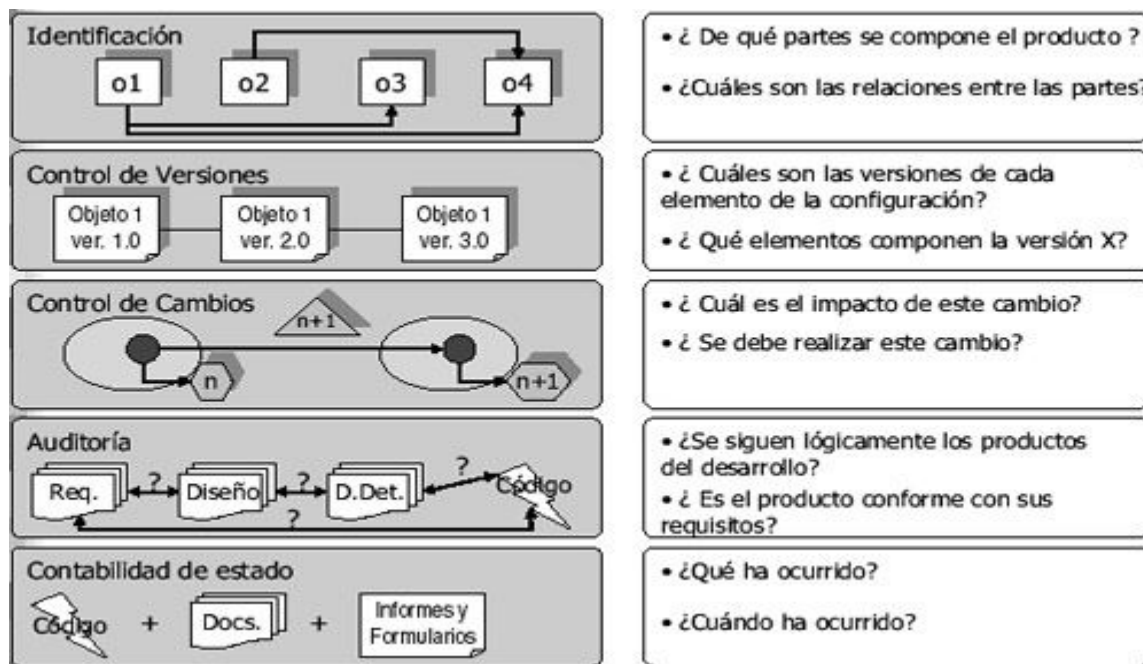 Identificación
o1
o2
o3
o4
• ¿ De qué partes se compone el producto ?
• ¿Cuáles son las relaciones entre las partes?
Control de Versiones
Objeto 1
ver. 1.0
Objeto 1
ver. 2.0
Objeto 1
ver. 3.0
• ¿ Cuáles son las versiones de cada
elemento de la configuración?
• ¿ Qué elementos componen la versión X?
Control de Cambios
n+1
n
n+1
• ¿ Cuál es el impacto de este cambio?
• ¿ Se debe realizar este cambio?
Auditoría
Req.
?
Diseño
?
D.Det.
?
Código
?
• ¿Se siguen lógicamente los productos
del desarrollo?
• ¿ Es el producto conforme con sus
requisitos?
Contabilidad de estado
Código
+
Docs.
+
Informes y
Formularios
• ¿Qué ha ocurrido?
• ¿Cuándo ha ocurrido?